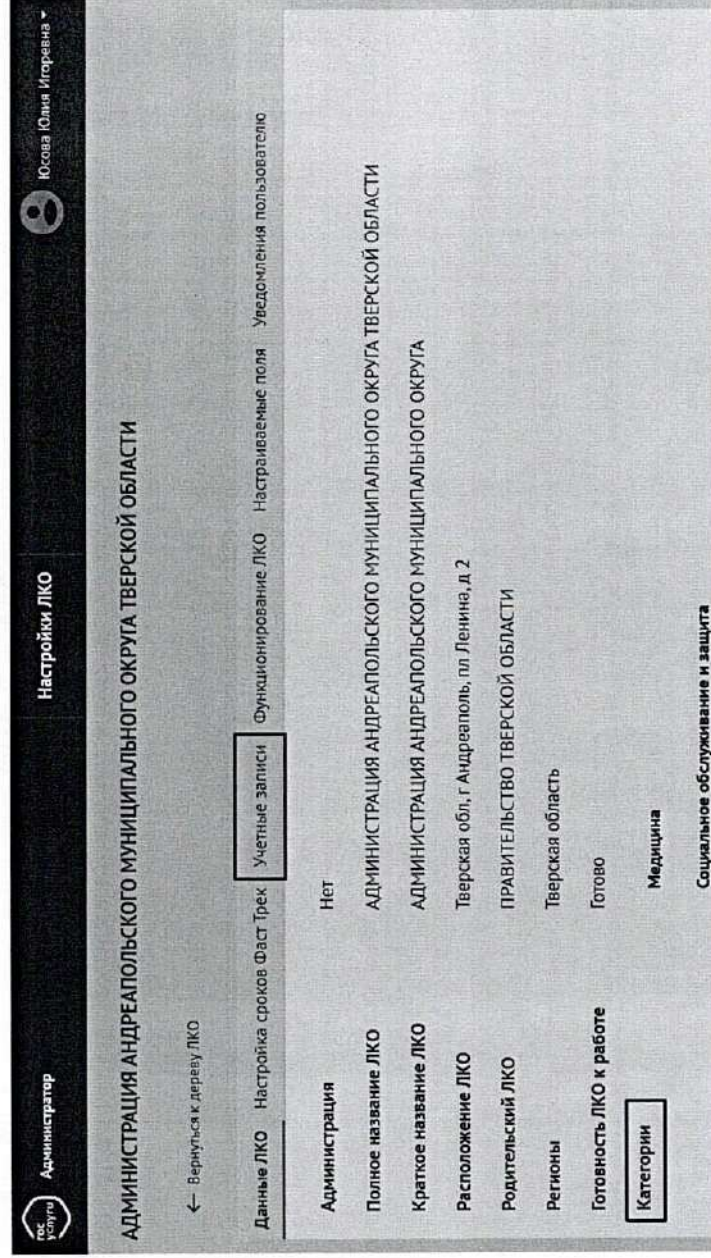 гос услуги Администратор Настройки ЛКО Юсова Юлия Игоревна
АДМИНИСТРАЦИЯ АНДРЕАПОЛЬСКОГО МУНИЦИПАЛЬНОГО ОКРУГА ТВЕРСКОЙ ОБЛАСТИ
← Вернуться к дереву ЛКО
Данные ЛКО Настройка сроков Фаст Трек Учетные записи Функционирование ЛКО Настраиваемые поля Уведомления пользователю
Администрация Нет
Полное название ЛКО АДМИНИСТРАЦИЯ АНДРЕАПОЛЬСКОГО МУНИЦИПАЛЬНОГО ОКРУГА ТВЕРСКОЙ ОБЛАСТИ
Краткое название ЛКО АДМИНИСТРАЦИЯ АНДРЕАПОЛЬСКОГО МУНИЦИПАЛЬНОГО ОКРУГА
Расположение ЛКО Тверская обл, г Андреаполь, пл Ленина, д 2
Родительский ЛКО ПРАВИТЕЛЬСТВО ТВЕРСКОЙ ОБЛАСТИ
Регионы Тверская область
Готовность ЛКО к работе Готово
Категории Медицина
Социальное обслуживание и защита